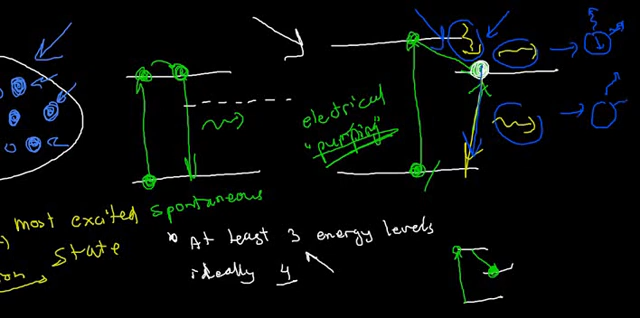 electrical
"pumping"
most excited
State
spontaneous
At least 3 energy levels
ideally 4